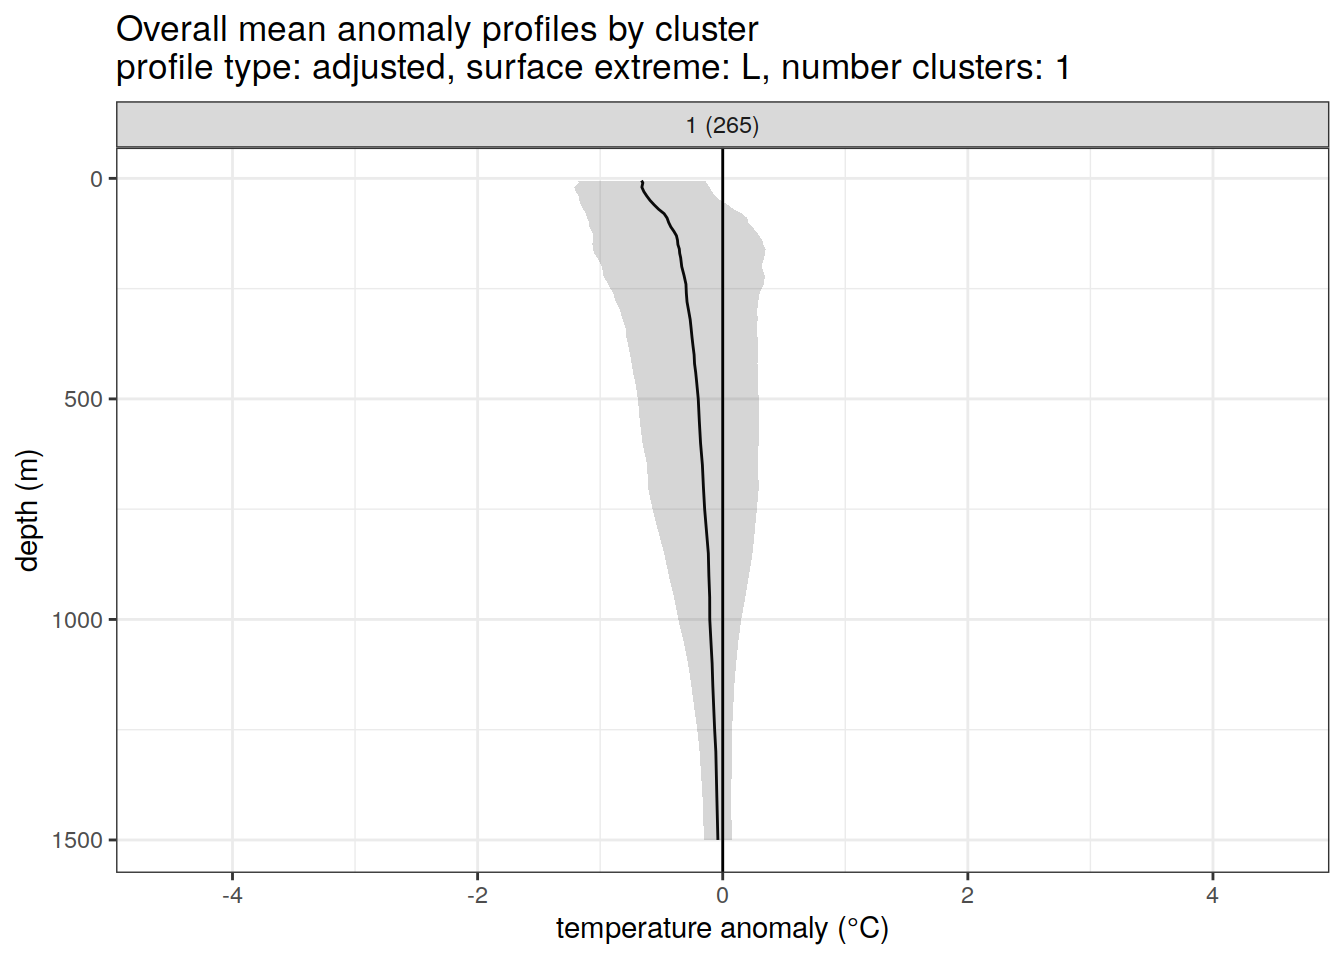 Overall mean anomaly profiles by cluster
profile type: adjusted, surface extreme: L, number clusters: 1
1 (265)
0
500
1000
1500
depth (m)
-4
-2
0
2
4
temperature anomaly (°C)